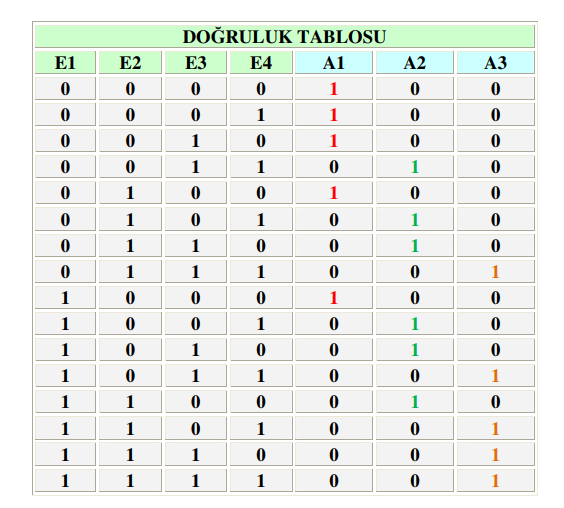 DOĞRULUK TABLOSU
E1 E2 E3 E4 A1 A2 A3
0 0 0 0 1 0 0
0 0 0 1 1 0 0
0 0 1 0 1 0 0
0 0 1 1 0 1 0
0 1 0 0 1 0 0
0 1 0 1 0 1 0
0 1 1 0 0 1 0
0 1 1 1 0 0 1
1 0 0 0 1 0 0
1 0 0 1 0 1 0
1 0 1 0 0 1 0
1 0 1 1 0 0 1
1 1 0 0 0 1 0
1 1 0 1 0 0 1
1 1 1 0 0 0 1
1 1 1 1 0 0 1